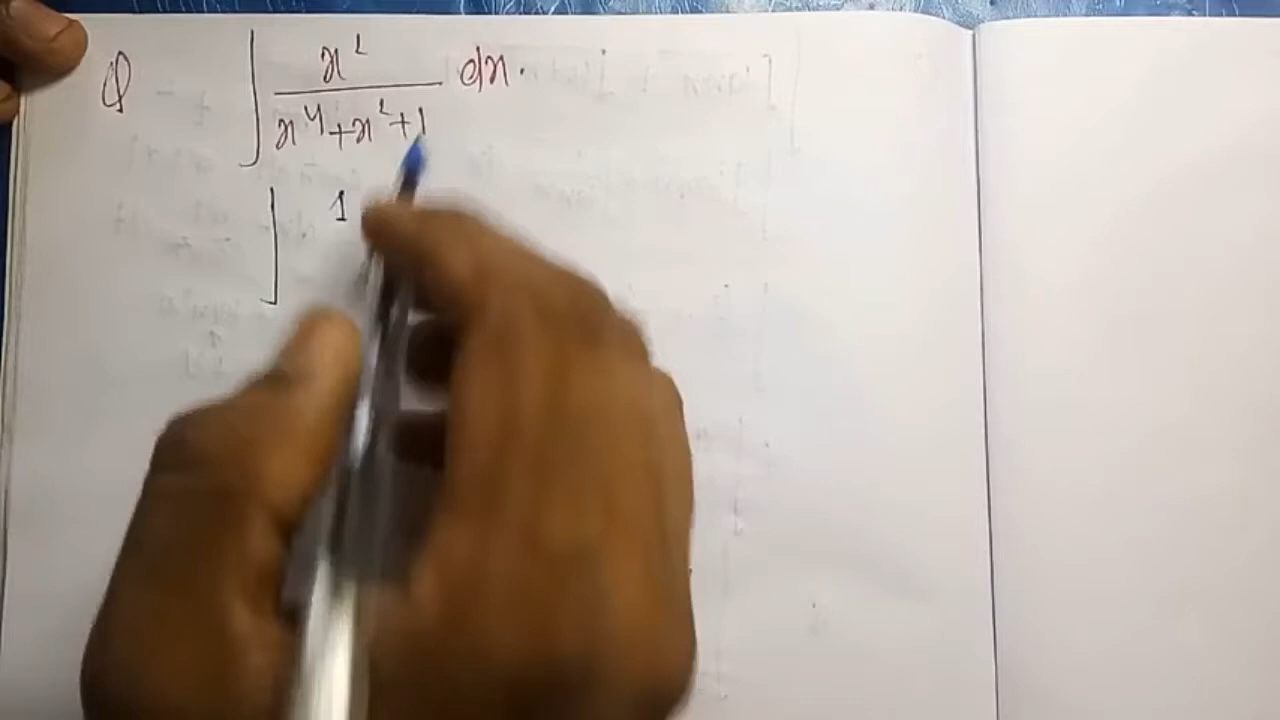 Q ∫ x² / (x⁴+x²+1) dx.
∫ 1